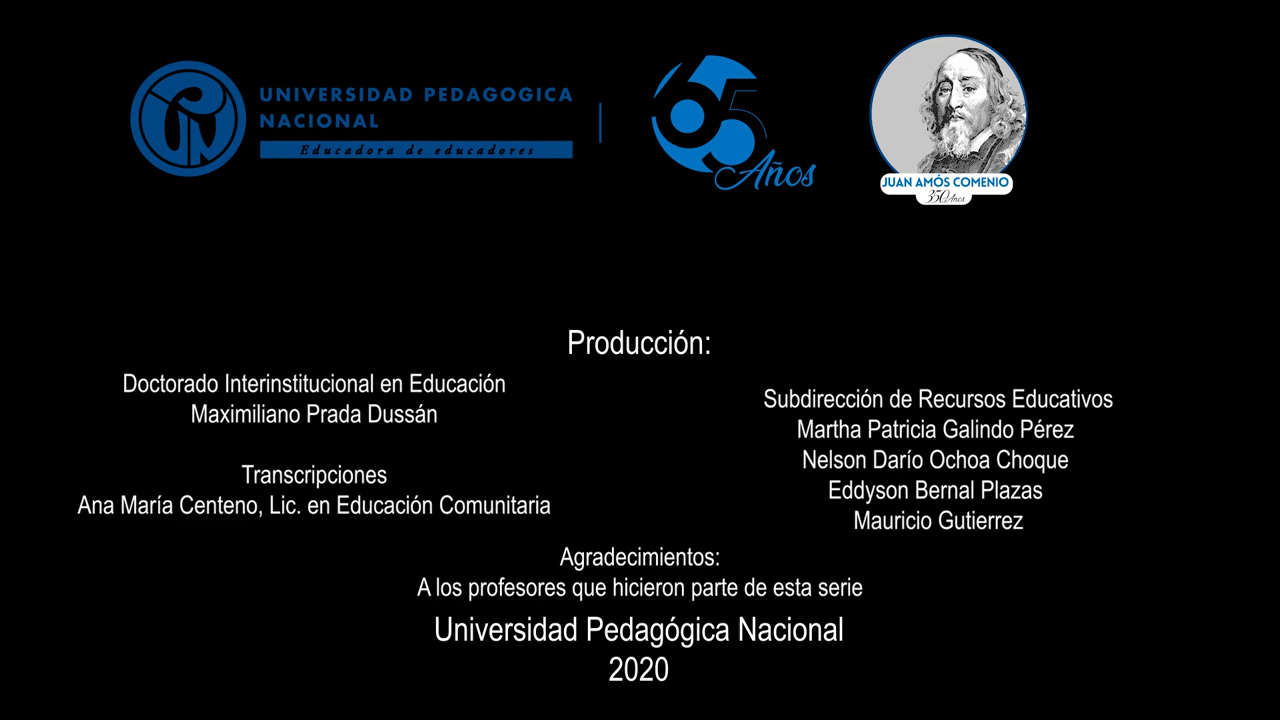 UNIVERSIDAD PEDAGOGICA
NACIONAL
Educadora de educadores
65
Años
JUAN AMÓS COMENIO
350 Años
Producción:
Doctorado Interinstitucional en Educación
Maximiliano Prada Dussán
Transcripciones
Ana María Centeno, Lic. en Educación Comunitaria
Subdirección de Recursos Educativos
Martha Patricia Galindo Pérez
Nelson Darío Ochoa Choque
Eddyson Bernal Plazas
Mauricio Gutierrez
Agradecimientos:
A los profesores que hicieron parte de esta serie
Universidad Pedagógica Nacional
2020